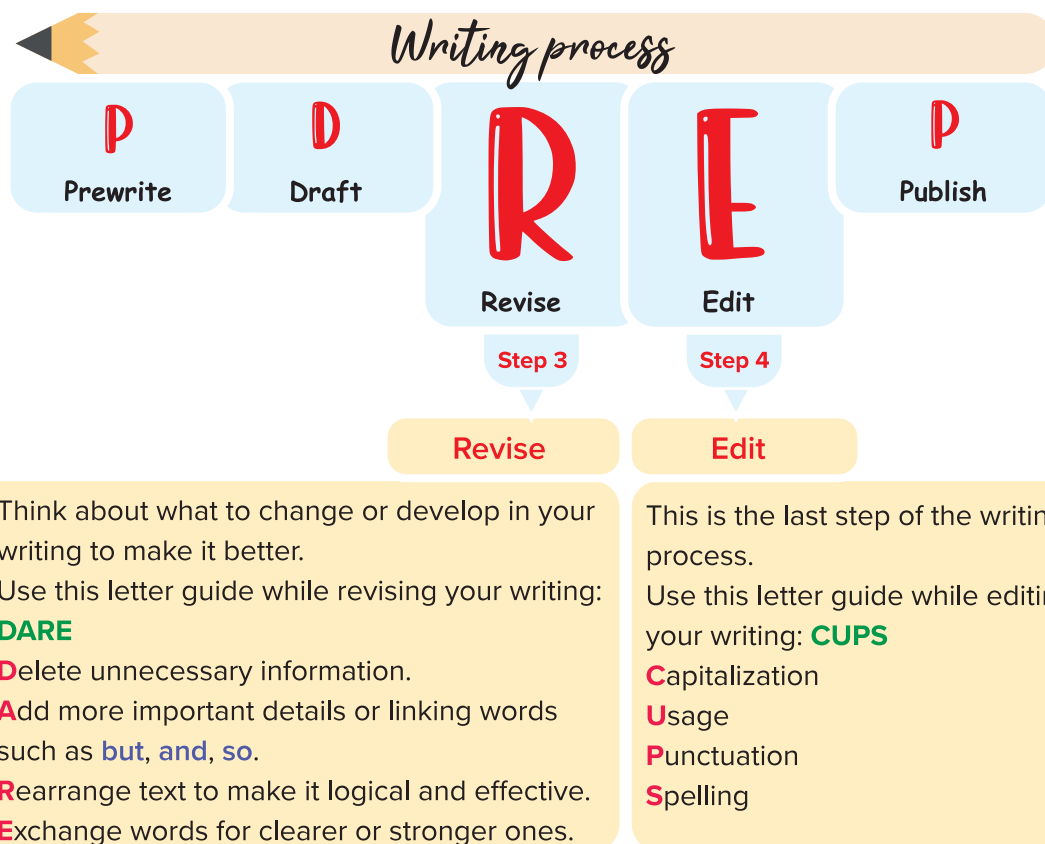 Writing process
P
Prewrite
D
Draft
R
Revise
E
Edit
P
Publish
Step 3
Step 4
Revise
Think about what to change or develop in your
writing to make it better.
Use this letter guide while revising your writing:
DARE
Delete unnecessary information.
Add more important details or linking words
such as but, and, so.
Rearrange text to make it logical and effective.
Exchange words for clearer or stronger ones.
Edit
This is the last step of the writin
process.
Use this letter guide while editin
your writing: CUPS
Capitalization
Usage
Punctuation
Spelling